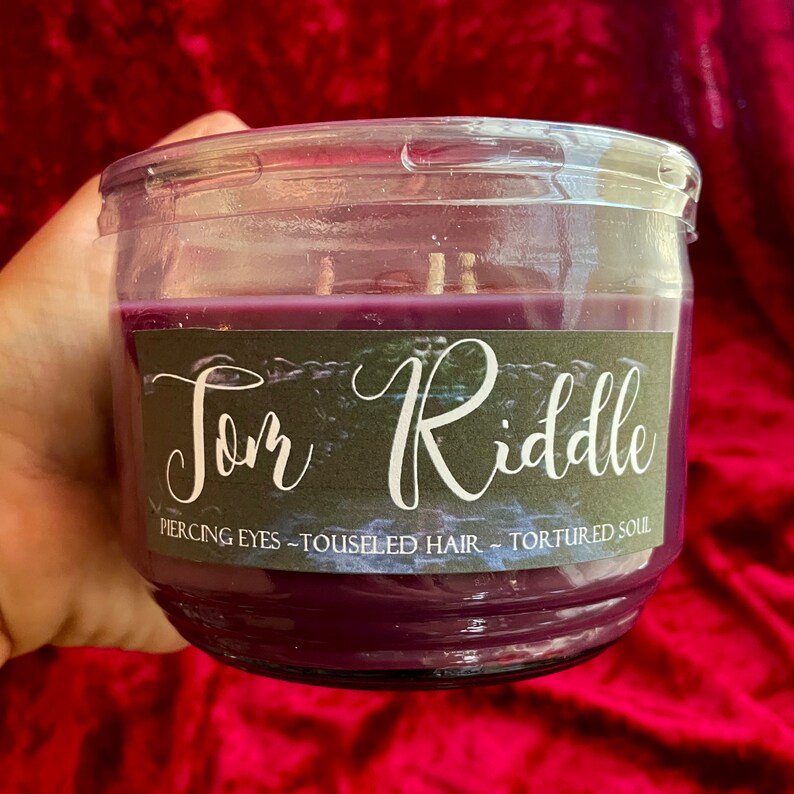 Tom Riddle
PIERCING EYES ~TOUSELED HAIR ~ TORTURED SOUL